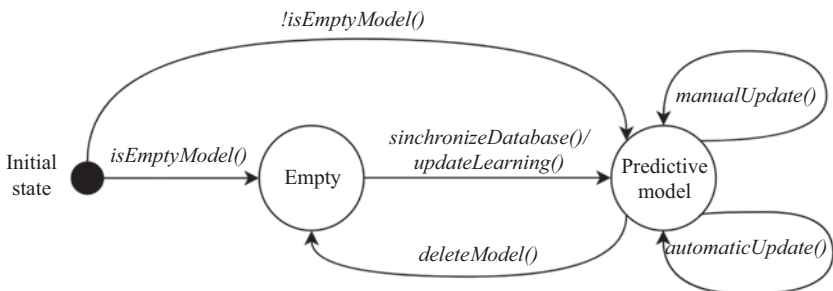 !isEmptyModel()
manualUpdate()
Initial
state
isEmptyModel()
Empty
sinchronizeDatabase()/
updateLearning()
Predictive
model
deleteModel()
automaticUpdate()